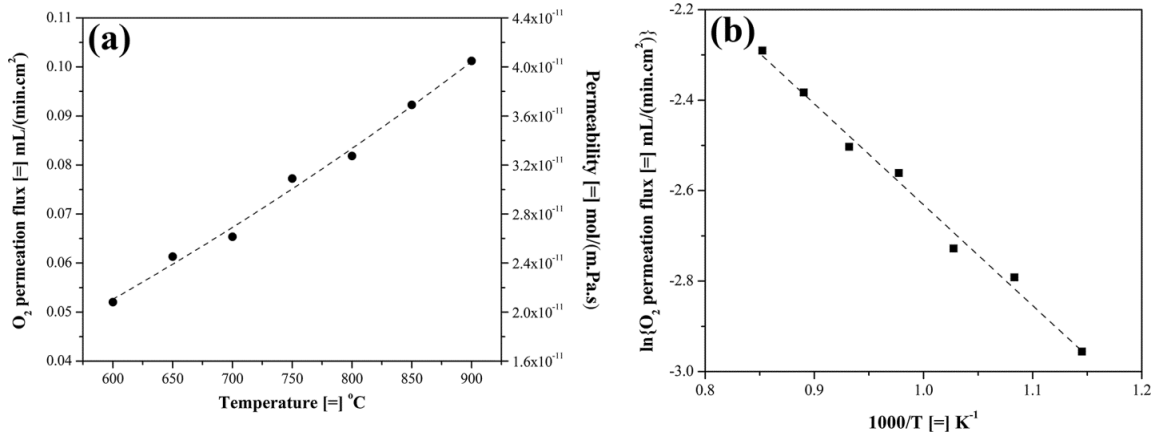 (a)
O2 permeation flux [=] mL/(min.cm2)
0.11
0.10
0.09
0.08
0.07
0.06
0.05
0.04
600 650 700 750 800 850 900
Temperature [=] oC
4.4x10-11
4.0x10-11
3.6x10-11
3.2x10-11
2.8x10-11
2.4x10-11
2.0x10-11
1.6x10-11
Permeability [=] mol/(m.Pa.s)
(b)
ln{O2 permeation flux [=] mL/(min.cm2)}
-2.2
-2.4
-2.6
-2.8
-3.0
0.8 0.9 1.0 1.1 1.2
1000/T [=] K-1